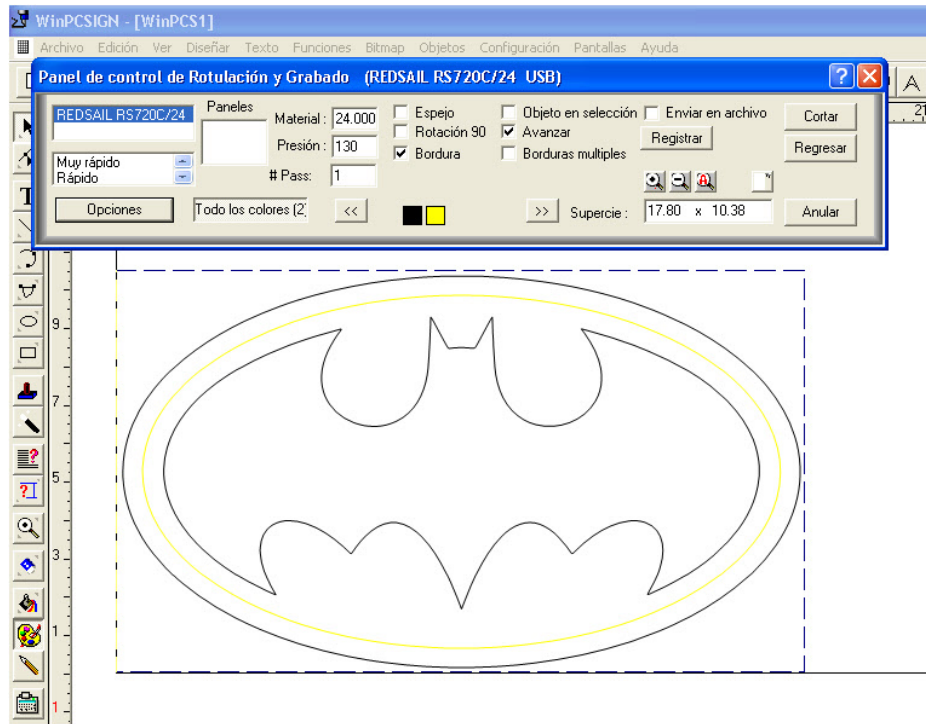 WinPCSIGN - [WinPCS1]
Archivo Edición Ver Diseñar Texto Funciones Bitmap Objetos Configuración Pantallas Ayuda
Panel de control de Rotulación y Grabado (REDSAIL RS720C/24 USB)
REDSAIL RS720C/24
Muy rápido
Rápido
Opciones
Paneles
Todo los colores (2)
Material : 24.000
Presión : 130
# Pass: 1
<<
Espejo
Rotación 90
Bordura
Objeto en selección
Avanzar
Borduras multiples
>>
Enviar en archivo
Registrar
Supercie : 17.80 x 10.38
Cortar
Regresar
Anular
A
21
9
7
5
3
1
1